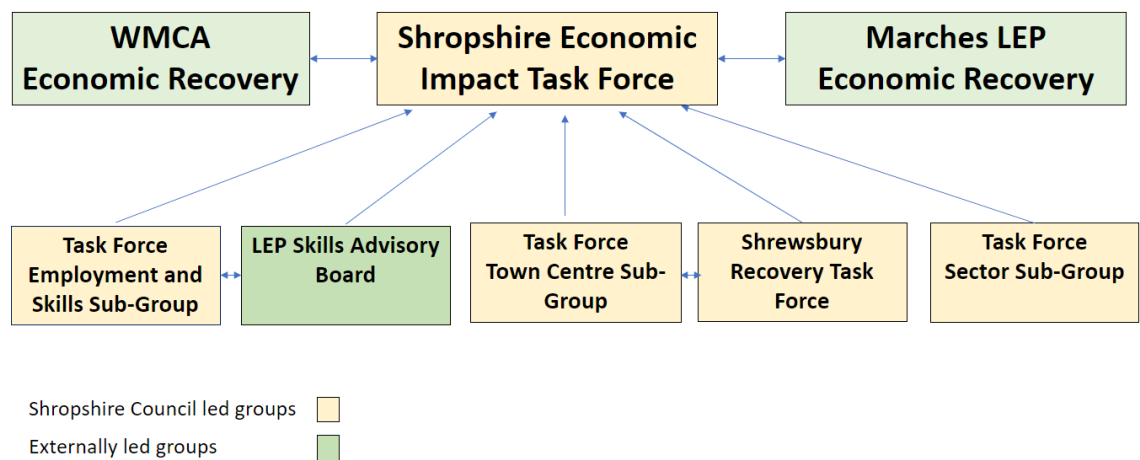 WMCA
Economic Recovery
Shropshire Economic
Impact Task Force
Marches LEP
Economic Recovery
Task Force
Employment and
Skills Sub-Group
LEP Skills Advisory
Board
Task Force
Town Centre Sub-
Group
Shrewsbury
Recovery Task
Force
Task Force
Sector Sub-Group
Shropshire Council led groups
Externally led groups